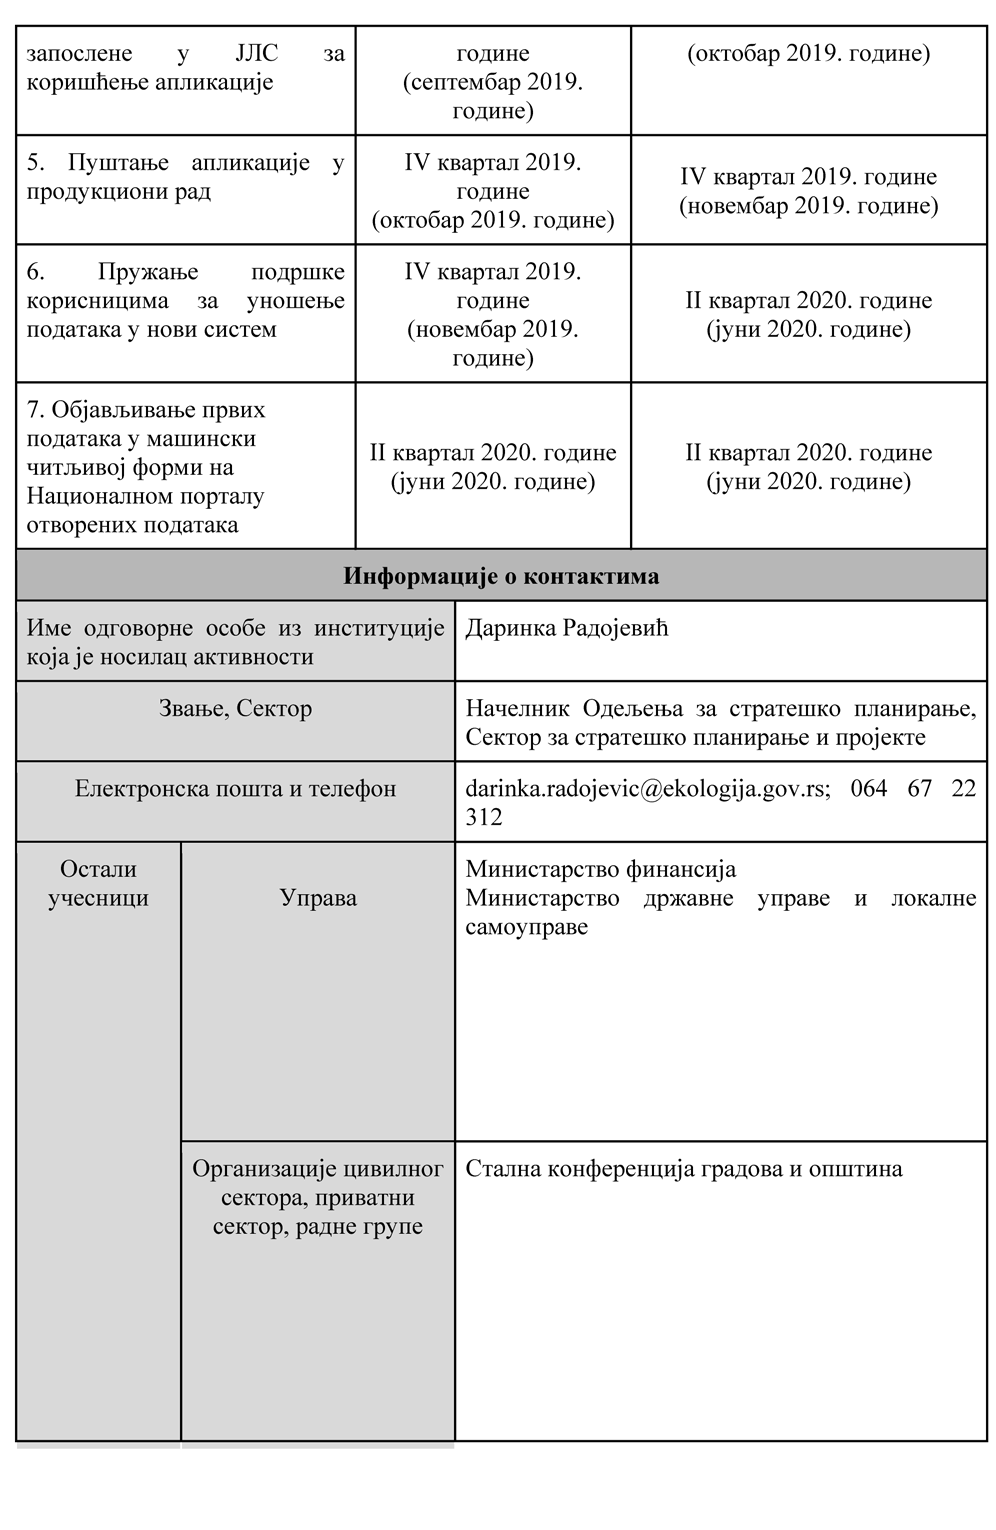 запослене у ЈЛС за
коришћење апликације
године
(септембар 2019.
године)
(октобар 2019. године)
5. Пуштање апликације у
продукциони рад
IV квартал 2019.
године
(октобар 2019. године)
IV квартал 2019. године
(новембар 2019. године)
6. Пружање подршке
корисницима за уношење
података у нови систем
IV квартал 2019.
године
(новембар 2019.
године)
II квартал 2020. године
(јуни 2020. године)
7. Објављивање првих
података у машински
читљивој форми на
Националном порталу
отворених података
II квартал 2020. године
(јуни 2020. године)
II квартал 2020. године
(јуни 2020. године)
Информације о контактима
Име одговорне особе из институције
која је носилац активности
Даринка Радојевић
Звање, Сектор
Начелник Одељења за стратешко планирање,
Сектор за стратешко планирање и пројекте
Електронска пошта и телефон
darinka.radojevic@ekologija.gov.rs; 064 67 22
312
Остали
учесници
Управа
Министарство финансија
Министарство државне управе и локалне
самоуправе
Организације цивилног
сектора, приватни
сектор, радне групе
Стална конференција градова и општина